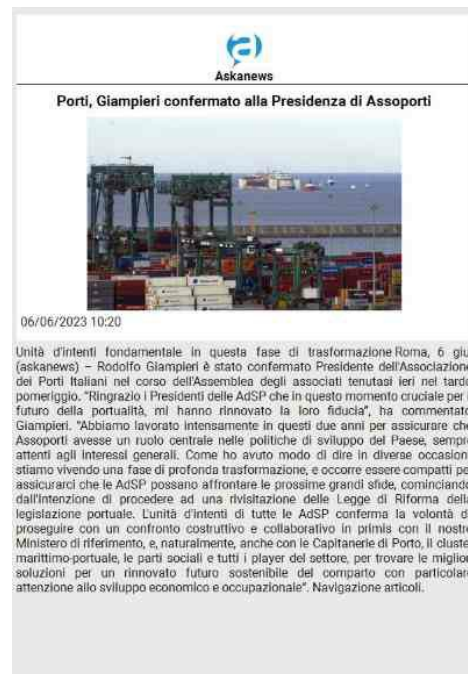 Askanews
Porti, Giampieri confermato alla Presidenza di Assoporti
06/06/2023 10:20
Unità d'intenti fondamentale in questa fase di trasformazione Roma, 6 giu
(askanews) – Rodolfo Giampieri è stato confermato Presidente dell'Associazione
dei Porti Italiani nel corso dell'Assemblea degli associati tenutasi ieri nel tardo
pomeriggio. "Ringrazio i Presidenti delle AdSP che in questo momento cruciale per i
futuro della portualità, mi hanno rinnovato la loro fiducia", ha commentato
Giampieri. "Abbiamo lavorato intensamente in questi due anni per assicurare che
Assoporti avesse un ruolo centrale nelle politiche di sviluppo del Paese, sempre
attenti agli interessi generali. Come ho avuto modo di dire in diverse occasioni
stiamo vivendo una fase di profonda trasformazione, e occorre essere compatti pe
assicurarci che le AdSP possano affrontare le prossime grandi sfide, cominciando
dall'intenzione di procedere ad una rivisitazione delle Legge di Riforma della
legislazione portuale. L'unità d'intenti di tutte le AdSP conferma la volontà d
proseguire con un confronto costruttivo e collaborativo in primis con il nostro
Ministero di riferimento, e, naturalmente, anche con le Capitanerie di Porto, il cluste
marittimo-portuale, le parti sociali e tutti i player del settore, per trovare le miglior
soluzioni per un rinnovato futuro sostenibile del comparto con particolare
attenzione allo sviluppo economico e occupazionale". Navigazione articoli.